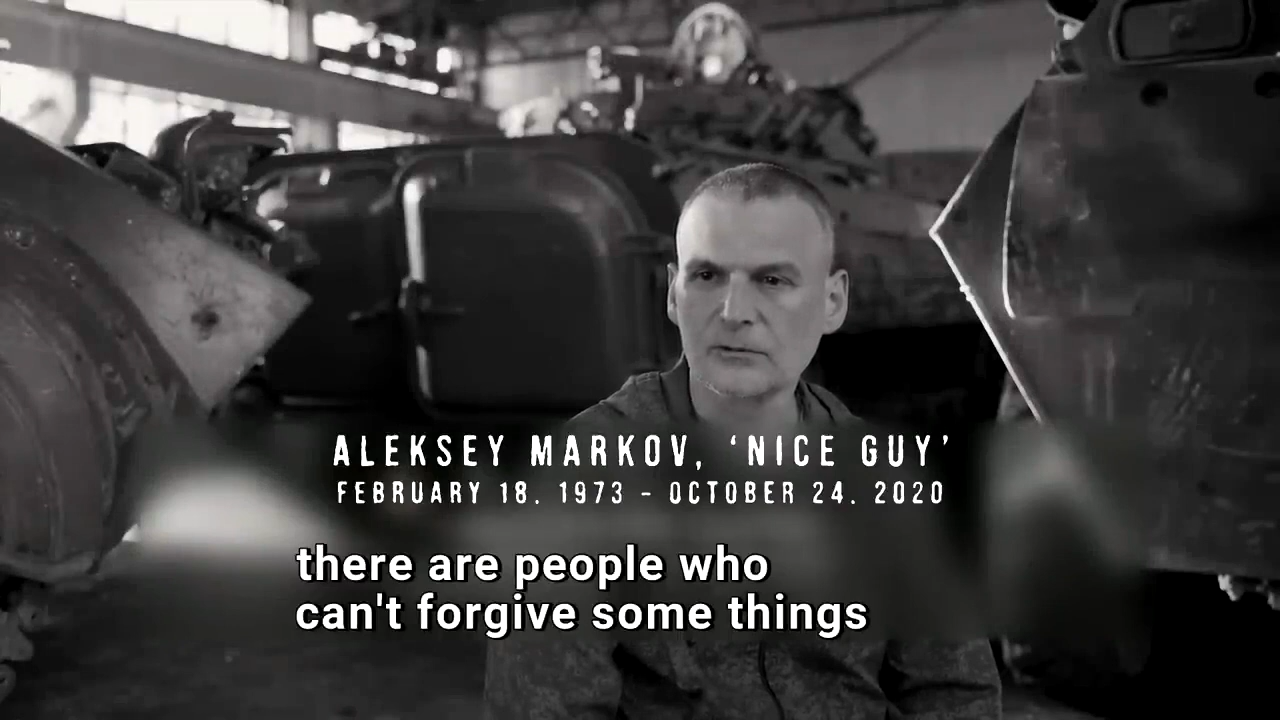 ALEKSEY MARKOV, ‘NICE GUY’
FEBRUARY 18. 1973 - OCTOBER 24. 2020
there are people who
can't forgive some things